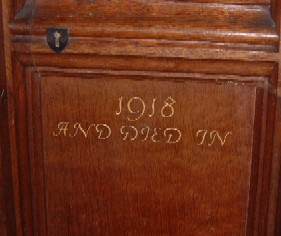 1918
AND DIED IN